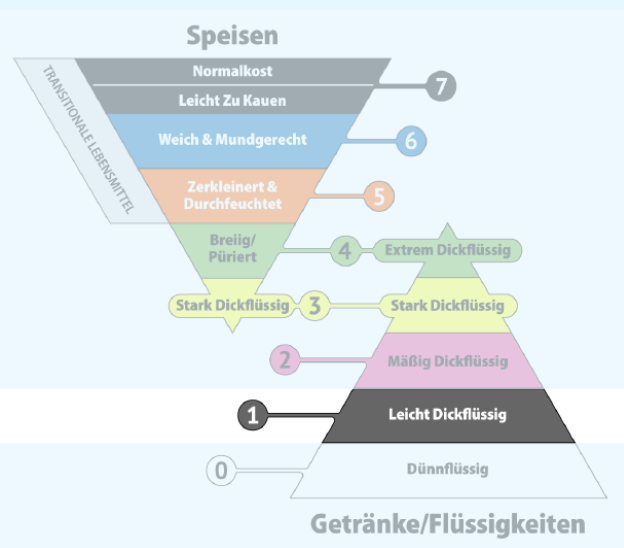 Speisen
TRANSITIONALE LEBENSMITTEL
Normalkost
7
Leicht Zu Kauen
Weich & Mundgerecht
6
Zerkleinert &
Durchfeuchtet
5
Breiig/
Püriert
4
Extrem Dickflüssig
Stark Dickflüssig
3
Stark Dickflüssig
2
Mäßig Dickflüssig
1
Leicht Dickflüssig
0
Dünnflüssig
Getränke/Flüssigkeiten